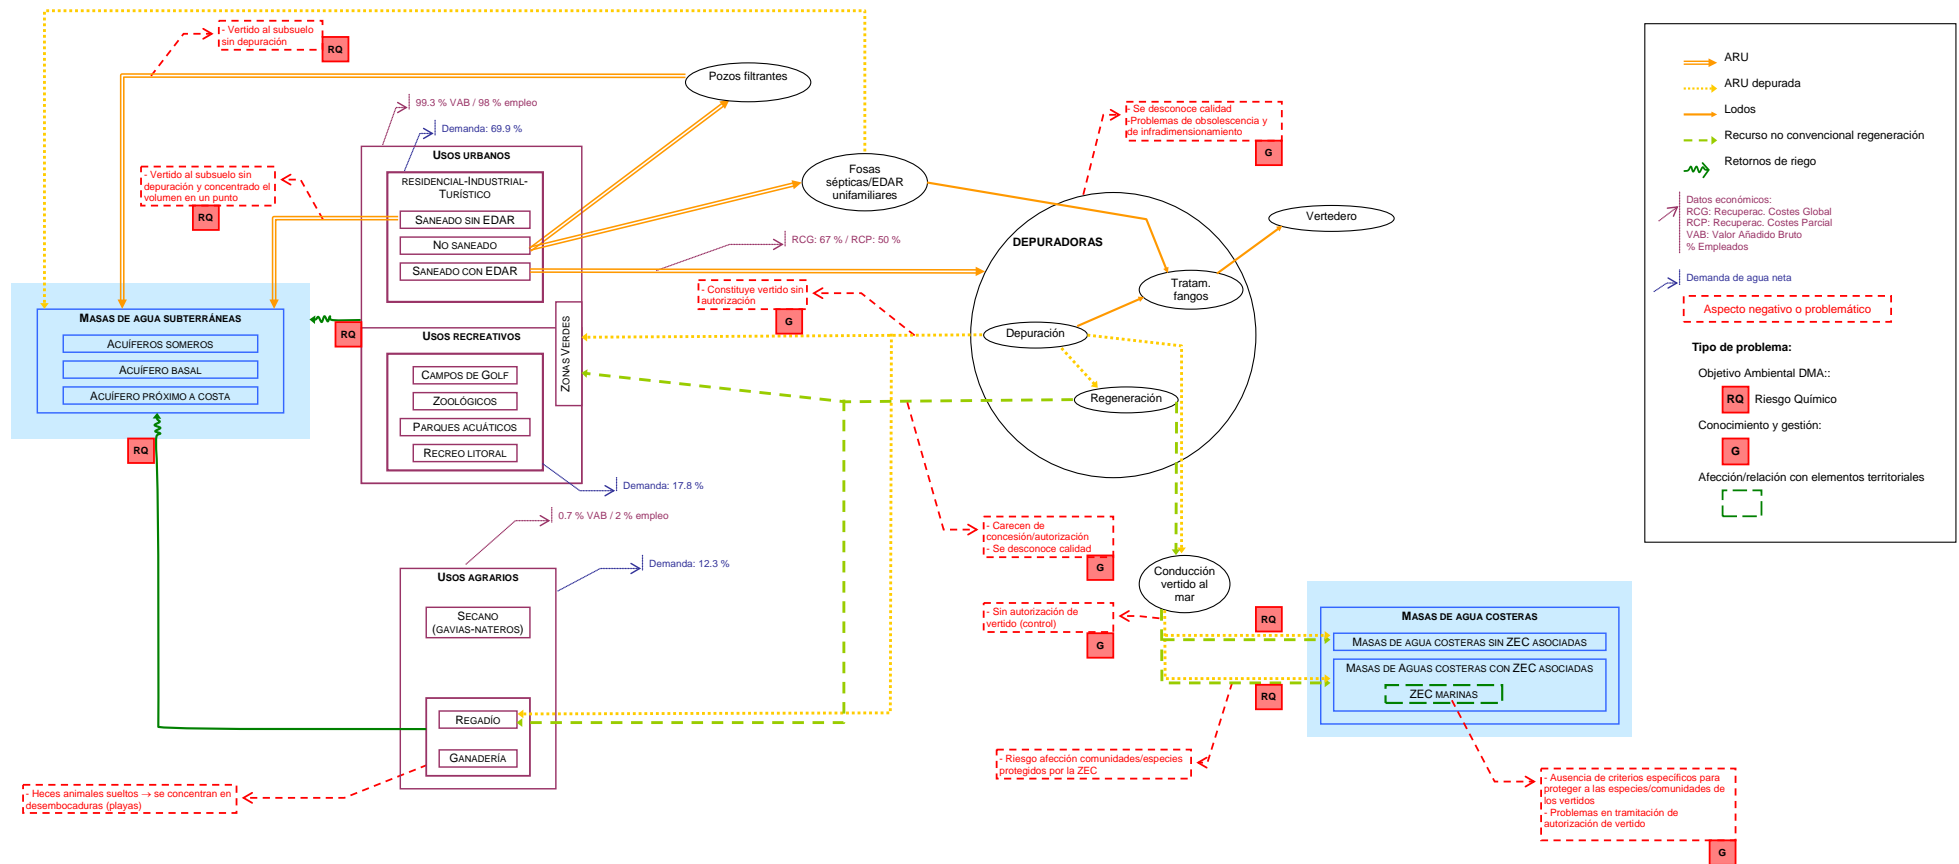 - Vertido al subsuelo
sin depuración
RQ
Pozos filtrantes
99.3 % VAB / 98 % empleo
Demanda: 69.9 %
- Se desconoce calidad
-Problemas de obsolescencia y
de infradimensionamiento
G
USOS URBANOS
RESIDENCIAL-INDUSTRIAL-
TURÍSTICO
SANEADO SIN EDAR
NO SANEADO
SANEADO CON EDAR
- Vertido al subsuelo sin
depuración y concentrado el
volumen en un punto
RQ
Fosas
sépticas/EDAR
unifamiliares
RCG: 67 % / RCP: 50 %
DEPURADORAS
Vertedero
Tratam.
fangos
Depuración
Regeneración
- Constituye vertido sin
autorización
G
MASAS DE AGUA SUBTERRÁNEAS
ACUÍFEROS SOMEROS
ACUÍFERO BASAL
ACUÍFERO PRÓXIMO A COSTA
RQ
RQ
USOS RECREATIVOS
CAMPOS DE GOLF
ZOOLÓGICOS
PARQUES ACUÁTICOS
RECREO LITORAL
ZONAS VERDES
Demanda: 17.8 %
0.7 % VAB / 2 % empleo
Demanda: 12.3 %
USOS AGRARIOS
SECANO
(GAVIAS-NATEROS)
REGADÍO
GANADERÍA
- Heces animales sueltos → se concentran en
desembocaduras (playas)
- Carecen de
concesión/autorización
- Se desconoce calidad
G
Conducción
vertido al
mar
- Sin autorización de
vertido (control)
G
RQ
RQ
MASAS DE AGUA COSTERAS
MASAS DE AGUA COSTERAS SIN ZEC ASOCIADAS
MASAS DE AGUAS COSTERAS CON ZEC ASOCIADAS
ZEC MARINAS
- Riesgo afección comunidades/especies
protegidos por la ZEC
- Ausencia de criterios específicos para
proteger a las especies/comunidades de
los vertidos
- Problemas en tramitación de
autorización de vertido
G
ARU
ARU depurada
Lodos
Recurso no convencional regeneración
Retornos de riego
Datos económicos:
RCG: Recuperac. Costes Global
RCP: Recuperac. Costes Parcial
VAB: Valor Añadido Bruto
% Empleados
Demanda de agua neta
Aspecto negativo o problemático
Tipo de problema:
Objetivo Ambiental DMA::
RQ Riesgo Químico
Conocimiento y gestión:
G
Afección/relación con elementos territoriales